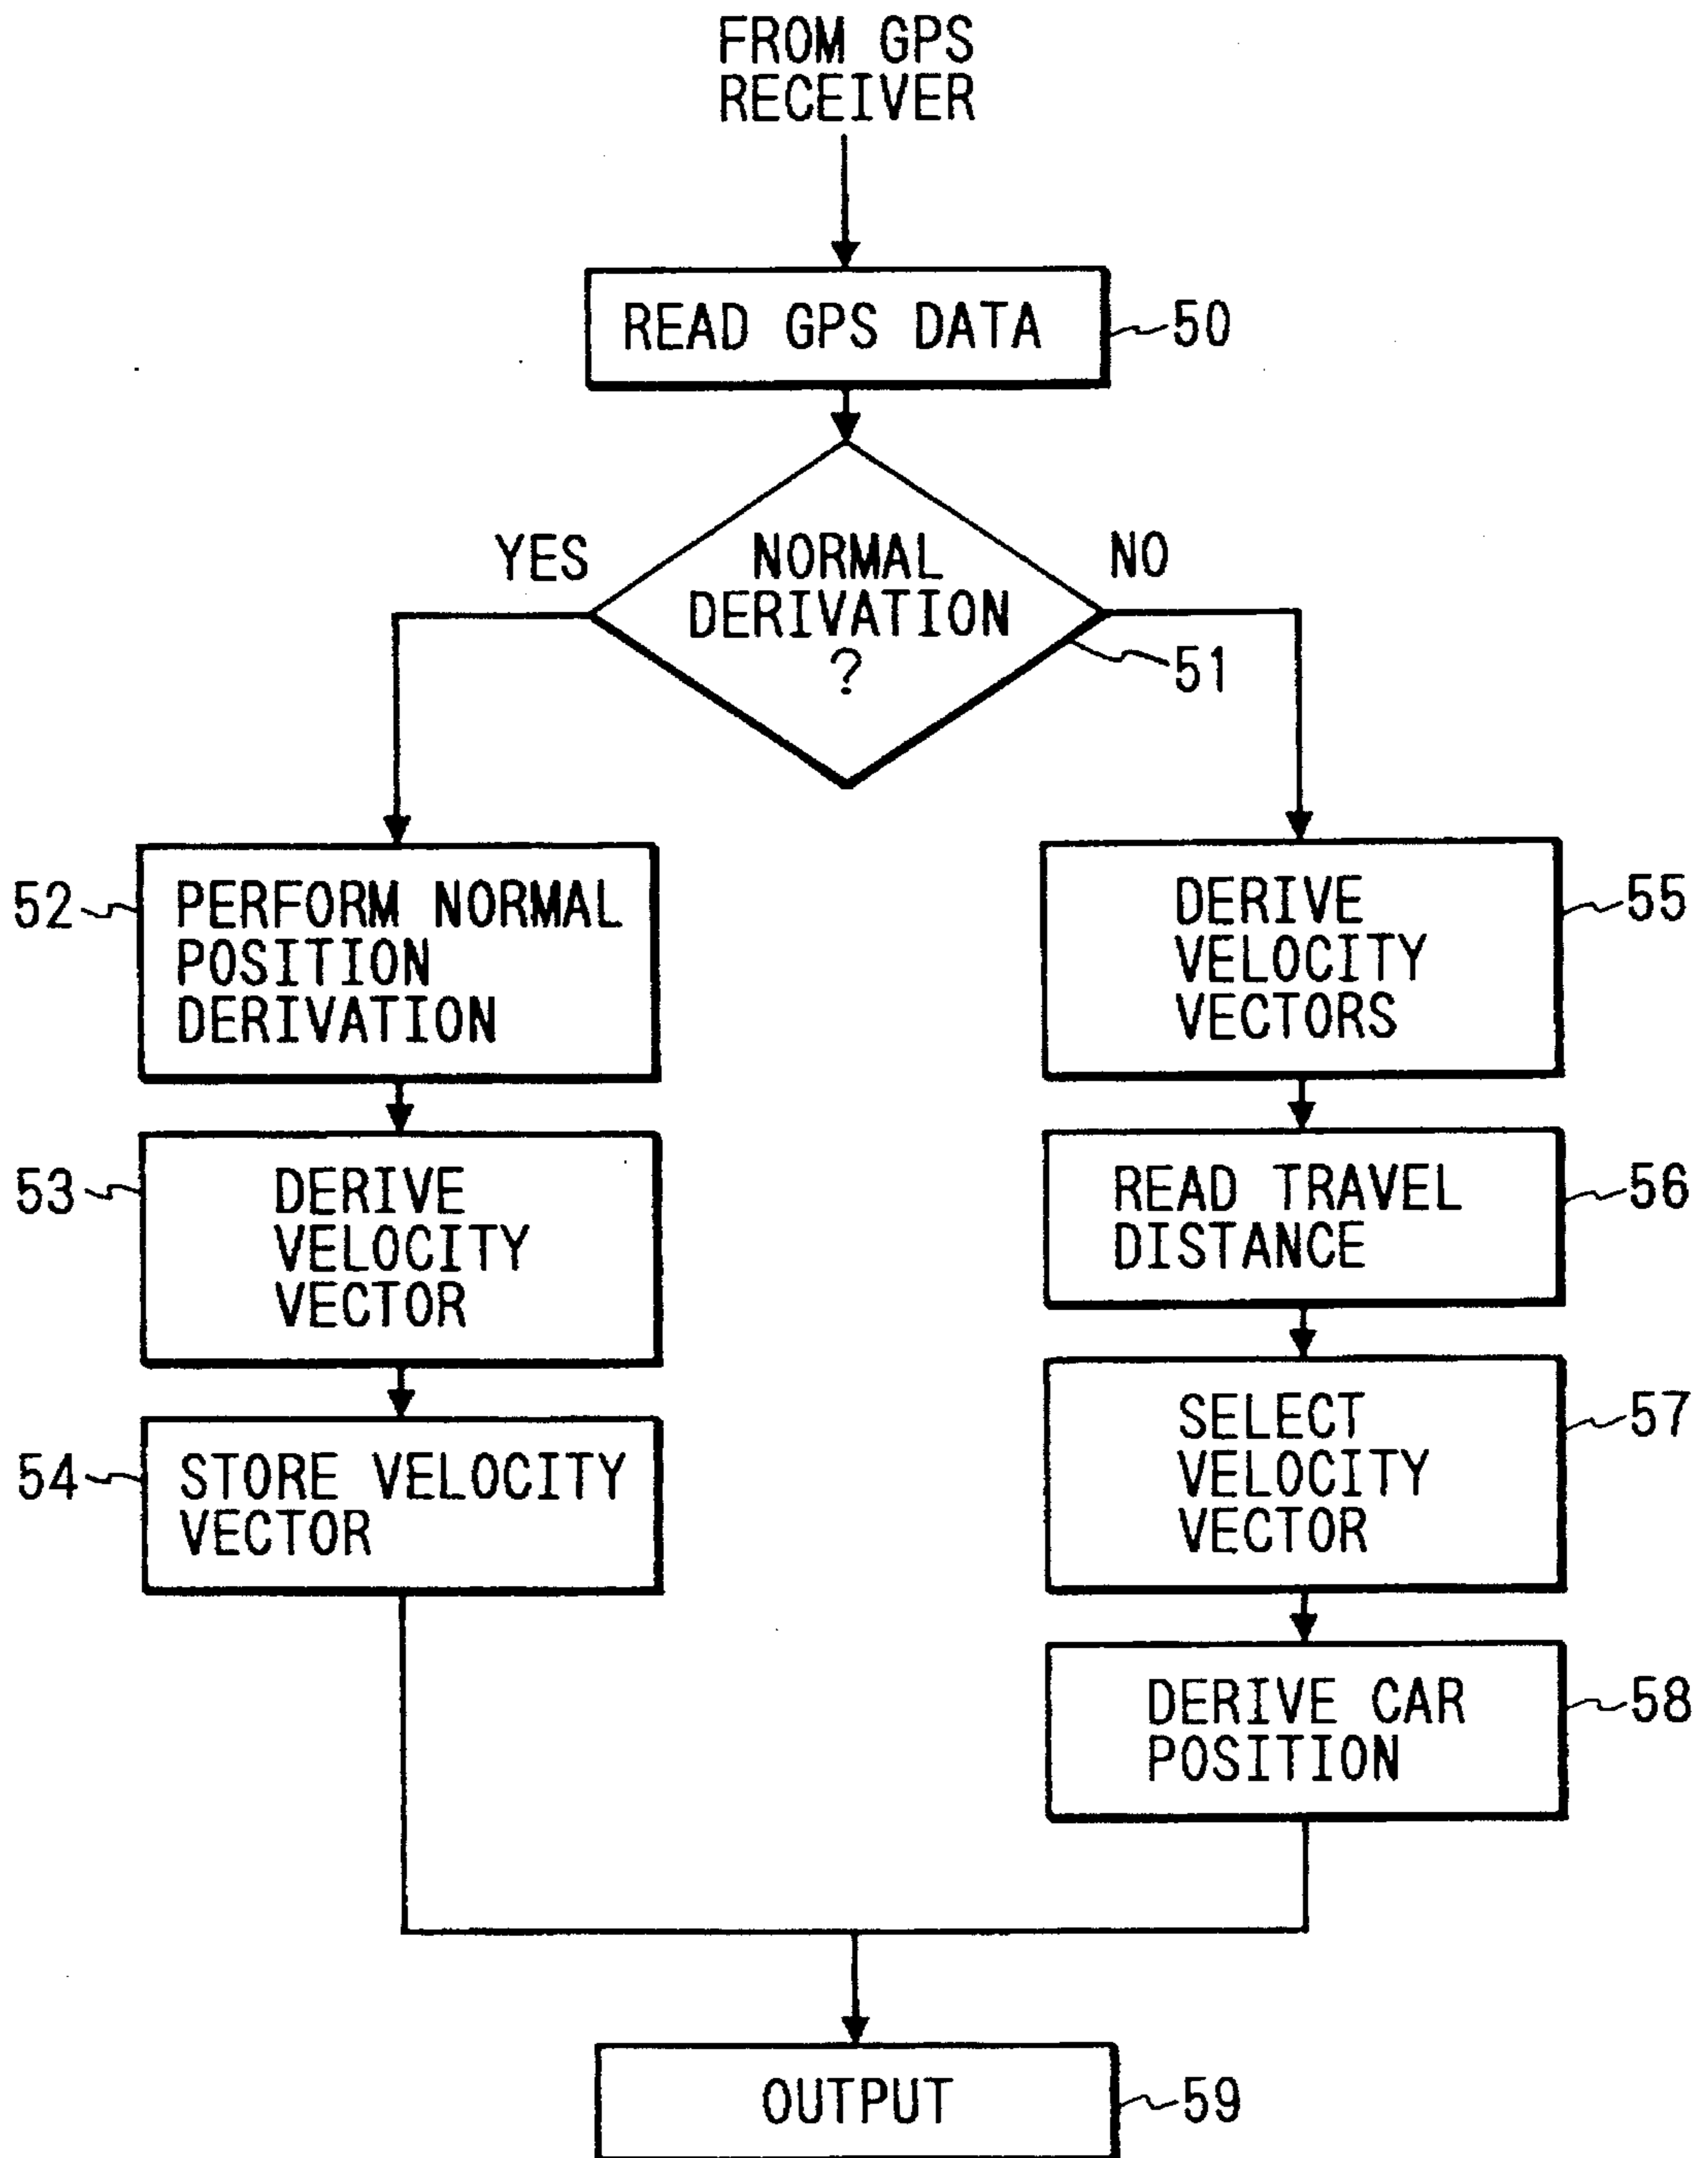 FROM GPS
RECEIVER
READ GPS DATA
50
YES
NO
NORMAL
DERIVATION
?
51
52
PERFORM NORMAL
POSITION
DERIVATION
53
DERIVE
VELOCITY
VECTOR
54
STORE VELOCITY
VECTOR
DERIVE
VELOCITY
VECTORS
55
READ TRAVEL
DISTANCE
56
SELECT
VELOCITY
VECTOR
57
DERIVE CAR
POSITION
58
OUTPUT
59